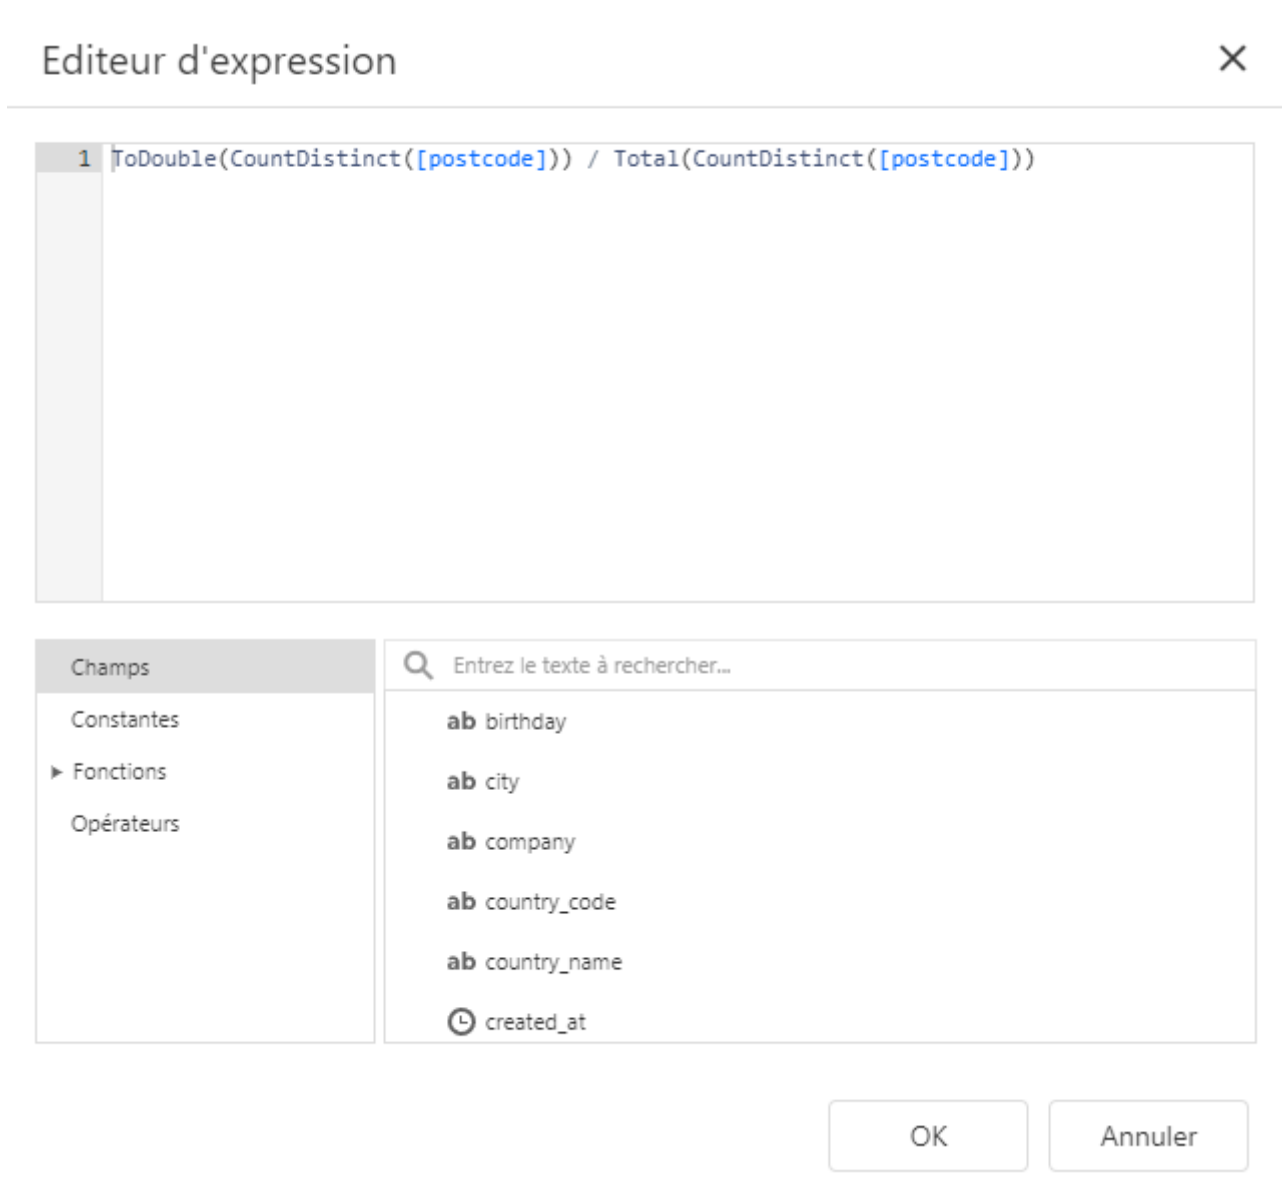 Editeur d'expression
1 ToDouble(CountDistinct([postcode])) / Total(CountDistinct([postcode]))
Champs
Constantes
Fonctions
Opérateurs
Entrez le texte à rechercher...
ab birthday
ab city
ab company
ab country_code
ab country_name
created_at
OK
Annuler